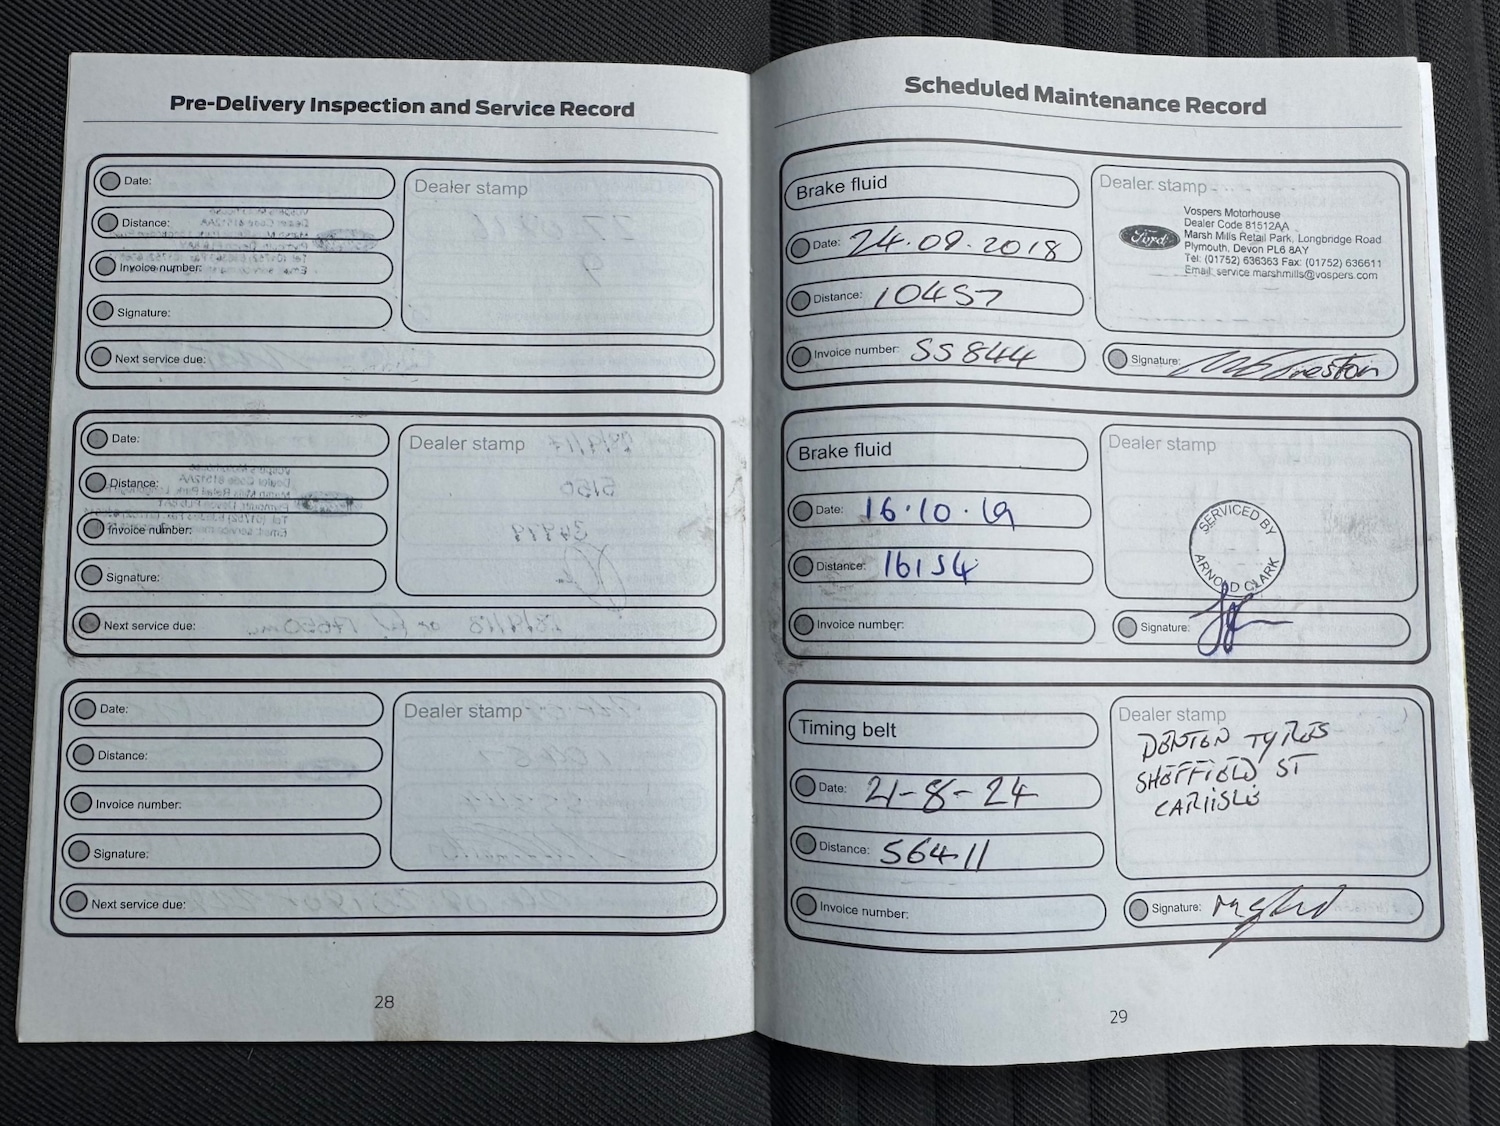 Pre-Delivery Inspection and Service Record
Date:
Distance:
Invoice number:
Signature:
Next service due:
Dealer stamp
Date:
Distance:
Invoice number:
Signature:
Next service due:
Dealer stamp
Date:
Distance:
Invoice number:
Signature:
Next service due:
Dealer stamp
28
Scheduled Maintenance Record
Brake fluid
Date: 24.09.2018
Distance: 10457
Invoice number: SS844
Dealer stamp
Ford
Vospers Motorhouse
Dealer Code 81512AA
Marsh Mills Retail Park, Longbridge Road
Plymouth, Devon PL6 8AY
Tel: (01752) 636363 Fax: (01752) 636611
Email: service.marshmills@vospers.com
Signature:
Brake fluid
Date: 16.10.19
Distance: 16154
Invoice number:
Dealer stamp
SERVICED BY
ARNOLD CLARK
Signature:
Timing belt
Date: 21-8-24
Distance: 56411
Invoice number:
Dealer stamp
DENTON TYRES
SHEFFIELD ST
CARLISLE
Signature:
29